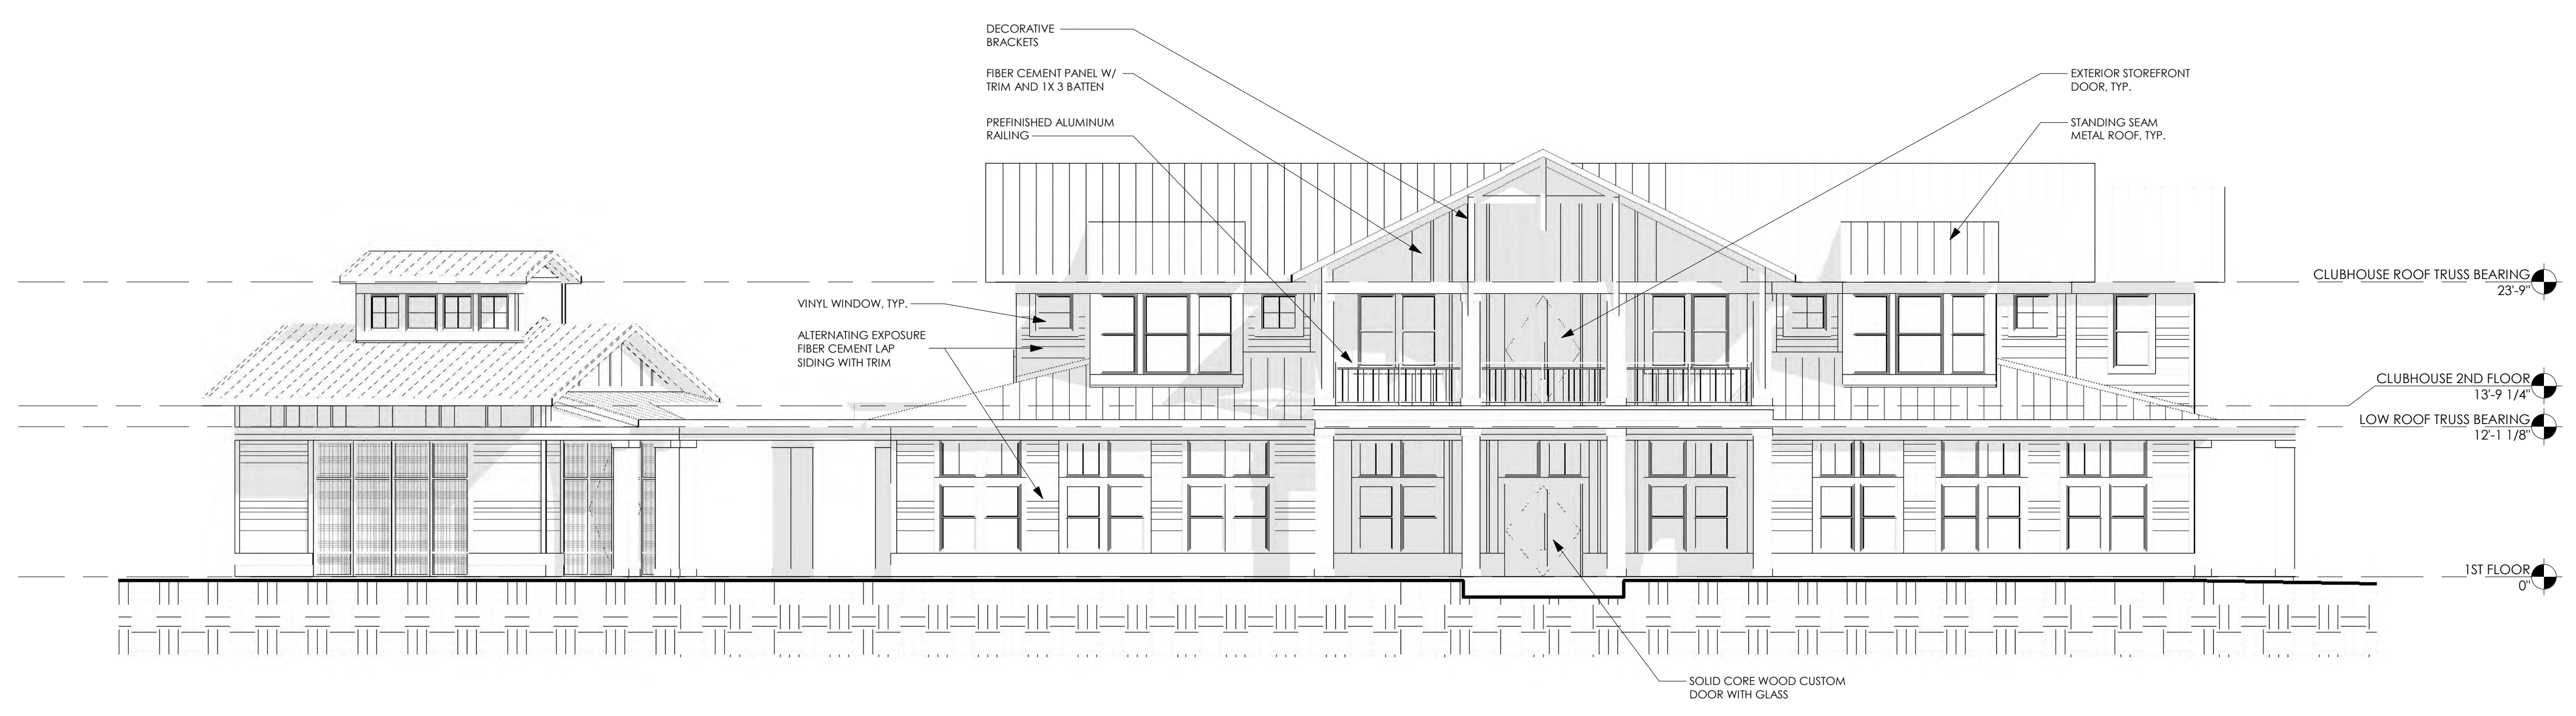 DECORATIVE
BRACKETS
FIBER CEMENT PANEL W/
TRIM AND 1X 3 BATTEN
PREFINISHED ALUMINUM
RAILING
EXTERIOR STOREFRONT
DOOR, TYP.
STANDING SEAM
METAL ROOF, TYP.
VINYL WINDOW, TYP.
ALTERNATING EXPOSURE
FIBER CEMENT LAP
SIDING WITH TRIM
CLUBHOUSE ROOF TRUSS BEARING
23'-9"
CLUBHOUSE 2ND FLOOR
13'-9 1/4"
LOW ROOF TRUSS BEARING
12'-1 1/8"
1ST FLOOR
0"
SOLID CORE WOOD CUSTOM
DOOR WITH GLASS